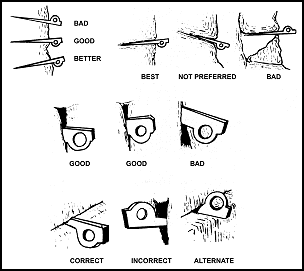 BAD
GOOD
BETTER
BEST NOT PREFERRED BAD
GOOD GOOD BAD
CORRECT INCORRECT ALTERNATE